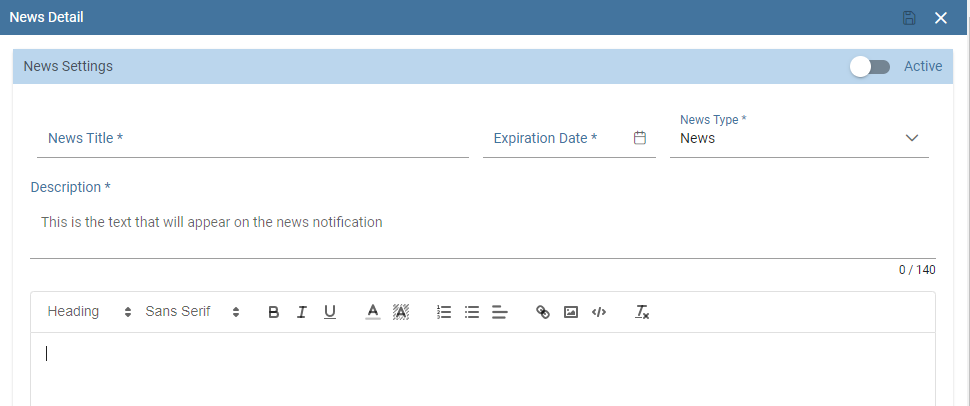 News Detail
News Settings
Active
News Title *
Expiration Date *
News Type *
News
Description *
This is the text that will appear on the news notification
0 / 140
Heading Sans Serif B I U A A